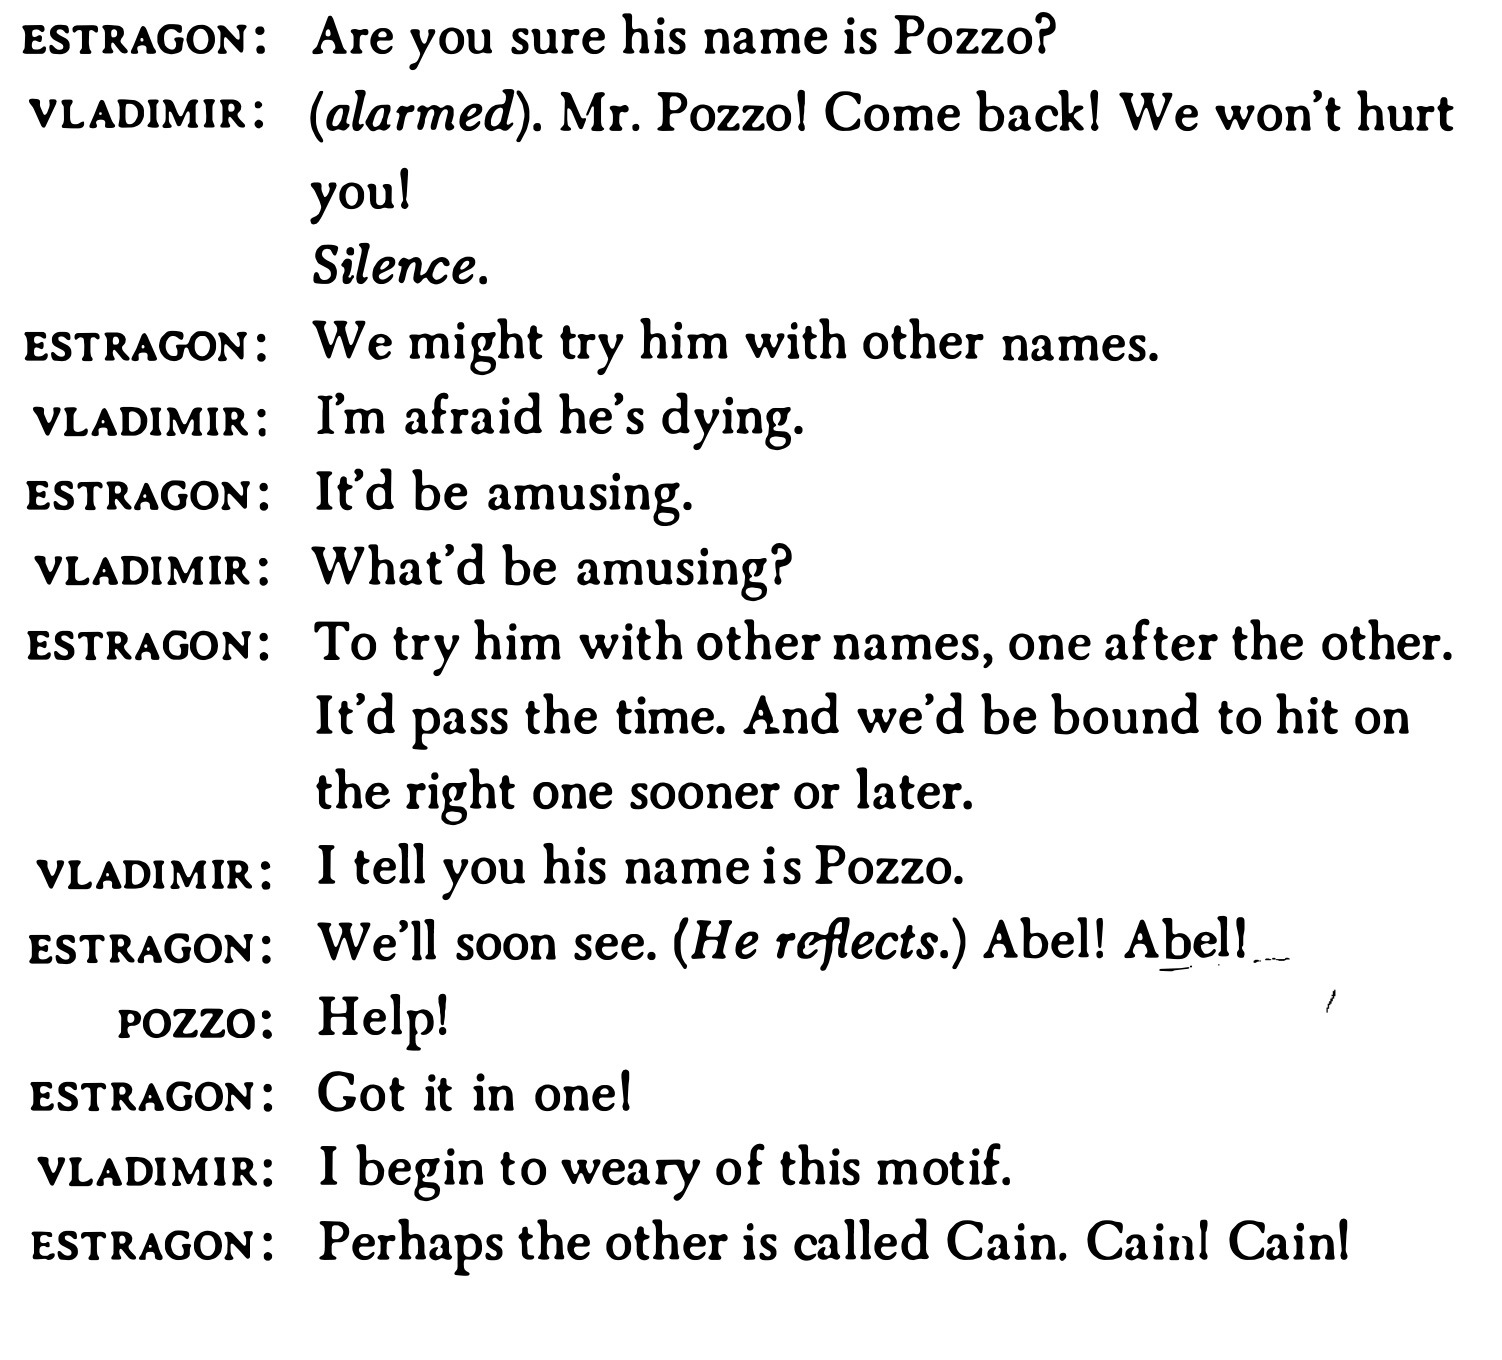 ESTRAGON: Are you sure his name is Pozzo?
VLADIMIR: (alarmed). Mr. Pozzo! Come back! We won't hurt
you!
Silence.
ESTRAGON: We might try him with other names.
VLADIMIR: I'm afraid he's dying.
ESTRAGON: It'd be amusing.
VLADIMIR: What'd be amusing?
ESTRAGON: To try him with other names, one after the other.
It'd pass the time. And we'd be bound to hit on
the right one sooner or later.
VLADIMIR: I tell you his name is Pozzo.
ESTRAGON: We'll soon see. (He reflects.) Abel! Abel!
POZZO: Help!
ESTRAGON: Got it in one!
VLADIMIR: I begin to weary of this motif.
ESTRAGON: Perhaps the other is called Cain. Cain! Cain!